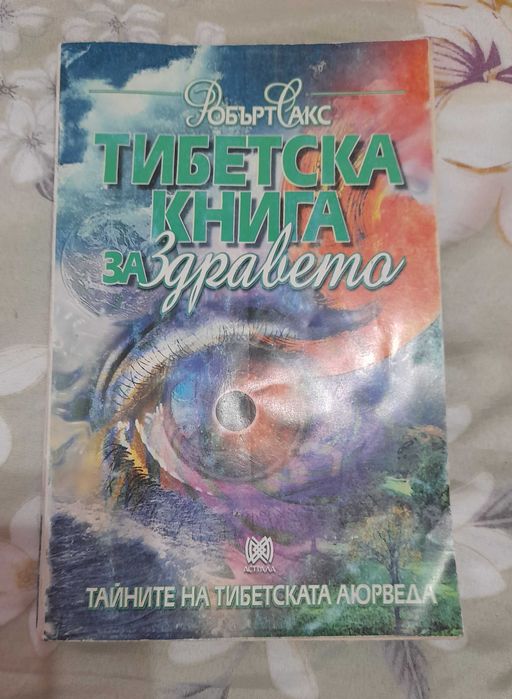 РОБЪРТ САКС
ТИБЕТСКА
КНИГА
ЗА Здравето
АСТРАЛА
ТАЙНИТЕ НА ТИБЕТСКАТА АЮРВЕДА